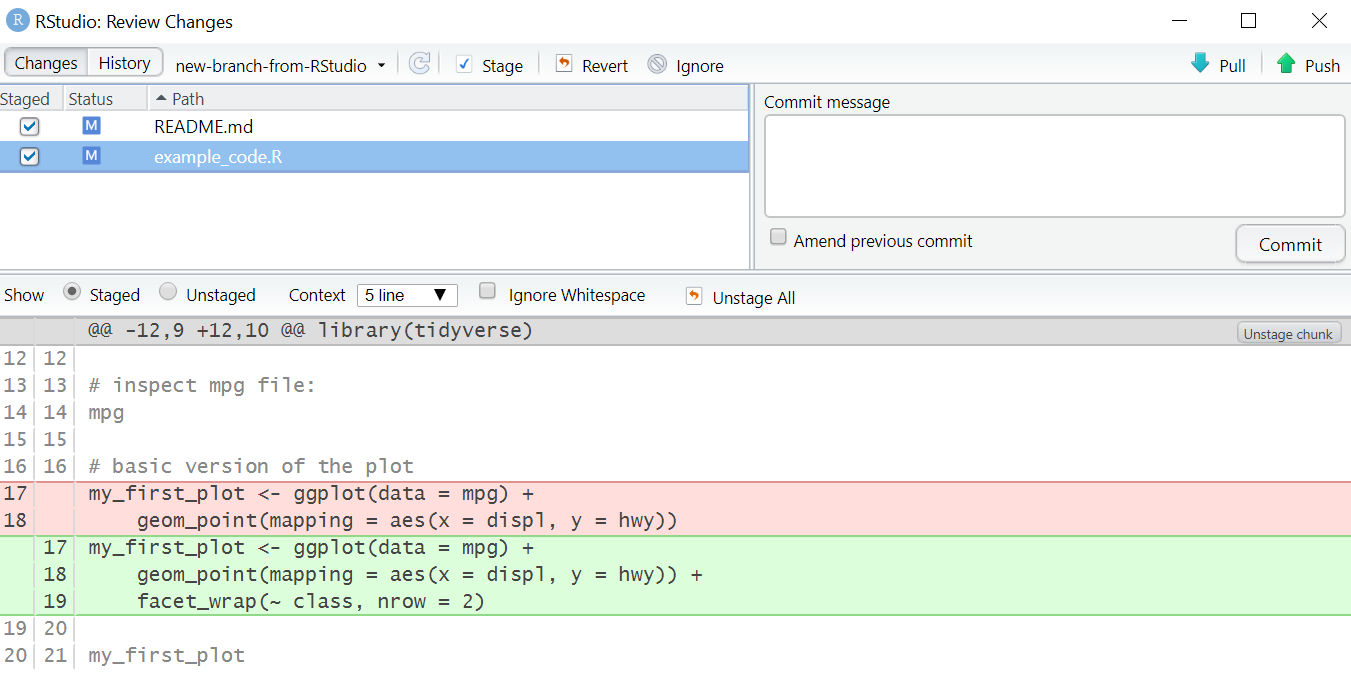 R RStudio: Review Changes
Changes History new-branch-from-RStudio Stage Revert Ignore Pull Push
Staged Status Path
M README.md
M example_code.R
Commit message
Amend previous commit
Commit
Show Staged Unstaged Context 5 line Ignore Whitespace Unstage All
@@ -12,9 +12,10 @@ library(tidyverse) Unstage chunk
12 12
13 13 # inspect mpg file:
14 14 mpg
15 15
16 16 # basic version of the plot
17 my_first_plot <- ggplot(data = mpg) +
18 geom_point(mapping = aes(x = displ, y = hwy))
17 my_first_plot <- ggplot(data = mpg) +
18 geom_point(mapping = aes(x = displ, y = hwy)) +
19 facet_wrap(~ class, nrow = 2)
19 20
20 21 my_first_plot